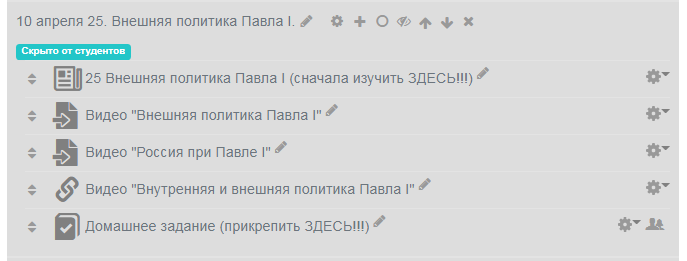 10 апреля 25. Внешняя политика Павла I.
Скрыто от студентов
25 Внешняя политика Павла I (сначала изучить ЗДЕСЬ!!!)
Видео "Внешняя политика Павла I"
Видео "Россия при Павле I"
Видео "Внутренняя и внешняя политика Павла I"
Домашнее задание (прикрепить ЗДЕСЬ!!!)